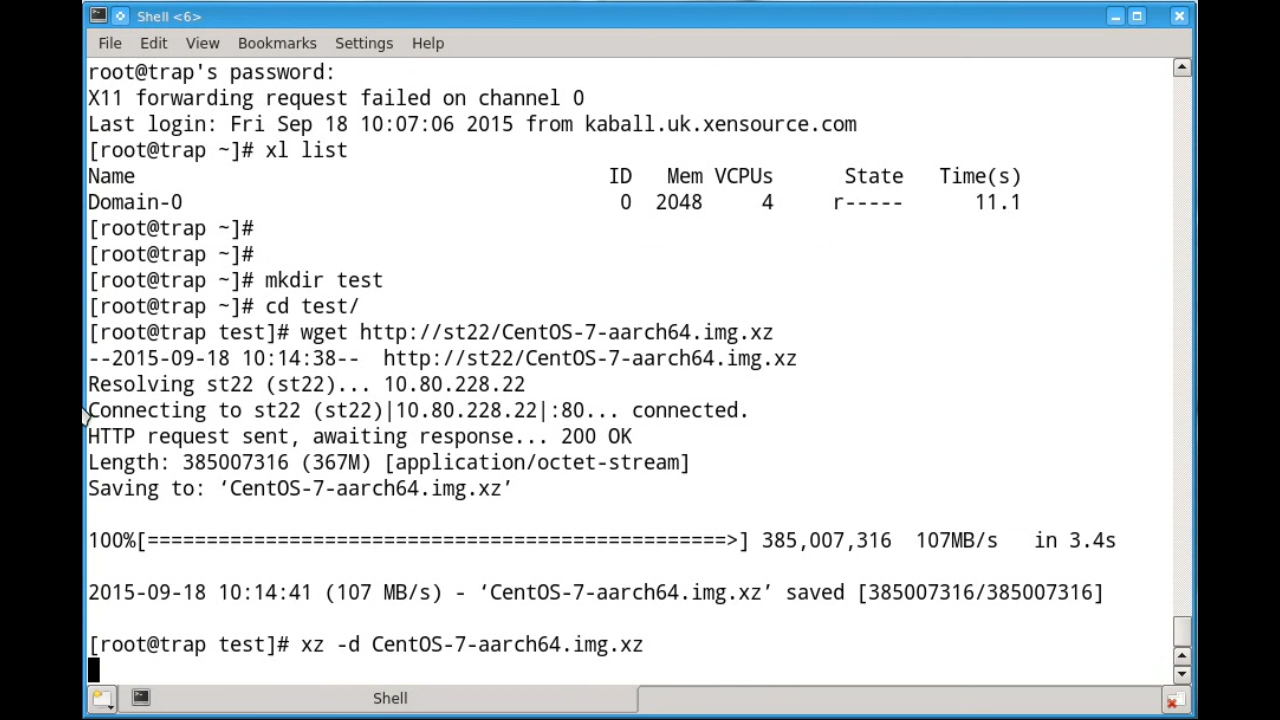 Shell <6>
File Edit View Bookmarks Settings Help
root@trap's password:
X11 forwarding request failed on channel 0
Last login: Fri Sep 18 10:07:06 2015 from kaball.uk.xensource.com
[root@trap ~]# xl list
Name ID Mem VCPUs State Time(s)
Domain-0 0 2048 4 r----- 11.1
[root@trap ~]#
[root@trap ~]#
[root@trap ~]# mkdir test
[root@trap ~]# cd test/
[root@trap test]# wget http://st22/CentOS-7-aarch64.img.xz
--2015-09-18 10:14:38-- http://st22/CentOS-7-aarch64.img.xz
Resolving st22 (st22)... 10.80.228.22
Connecting to st22 (st22)|10.80.228.22|:80... connected.
HTTP request sent, awaiting response... 200 OK
Length: 385007316 (367M) [application/octet-stream]
Saving to: ‘CentOS-7-aarch64.img.xz’
100%[=================================================>] 385,007,316 107MB/s in 3.4s
2015-09-18 10:14:41 (107 MB/s) - ‘CentOS-7-aarch64.img.xz’ saved [385007316/385007316]
[root@trap test]# xz -d CentOS-7-aarch64.img.xz
Shell